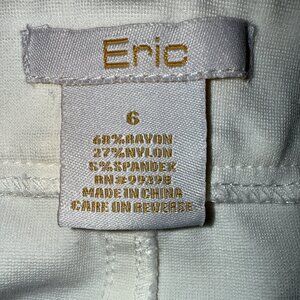 Eric
6
68%RAYON
27%NYLON
5%SPANDEX
RN#99398
MADE IN CHINA
CARE ON REVERSE